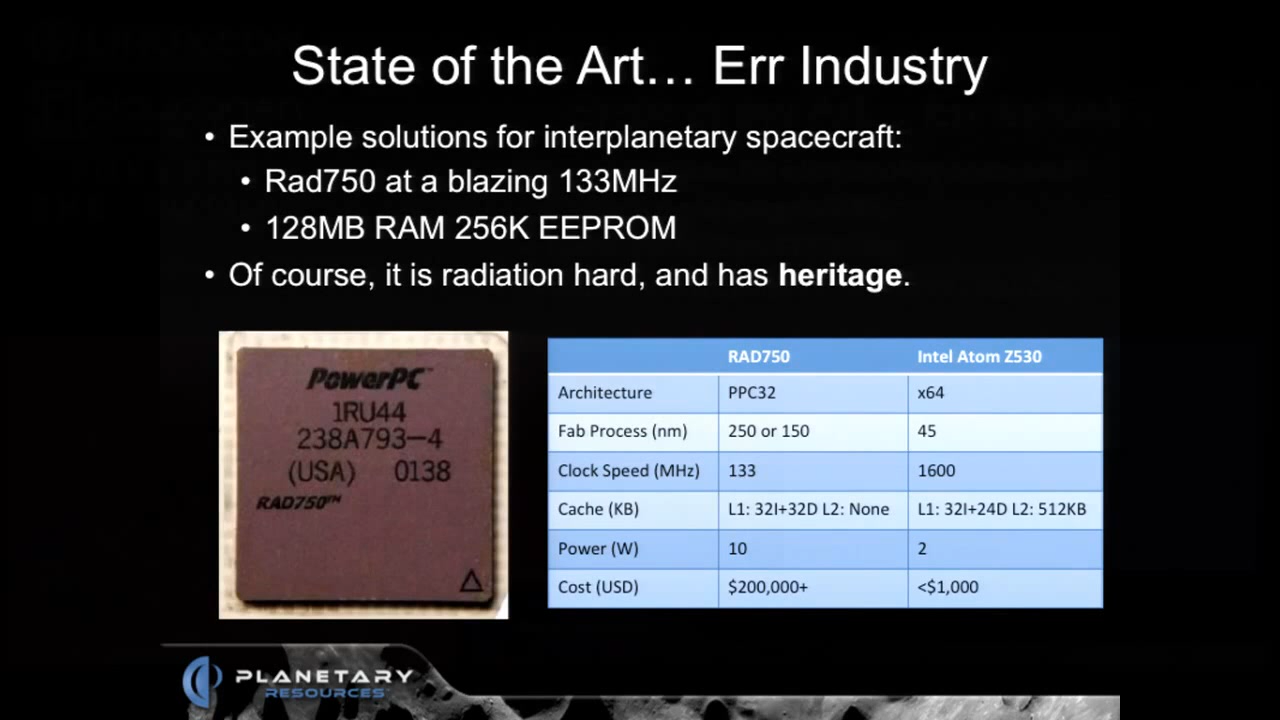 State of the Art… Err Industry
• Example solutions for interplanetary spacecraft:
• Rad750 at a blazing 133MHz
• 128MB RAM 256K EEPROM
• Of course, it is radiation hard, and has heritage.
PowerPC™
1RU44
238A793-4
(USA) 0138
RAD750™
RAD750 Intel Atom Z530
Architecture PPC32 x64
Fab Process (nm) 250 or 150 45
Clock Speed (MHz) 133 1600
Cache (KB) L1: 32I+32D L2: None L1: 32I+24D L2: 512KB
Power (W) 10 2
Cost (USD) $200,000+ <$1,000
PLANETARY
RESOURCES